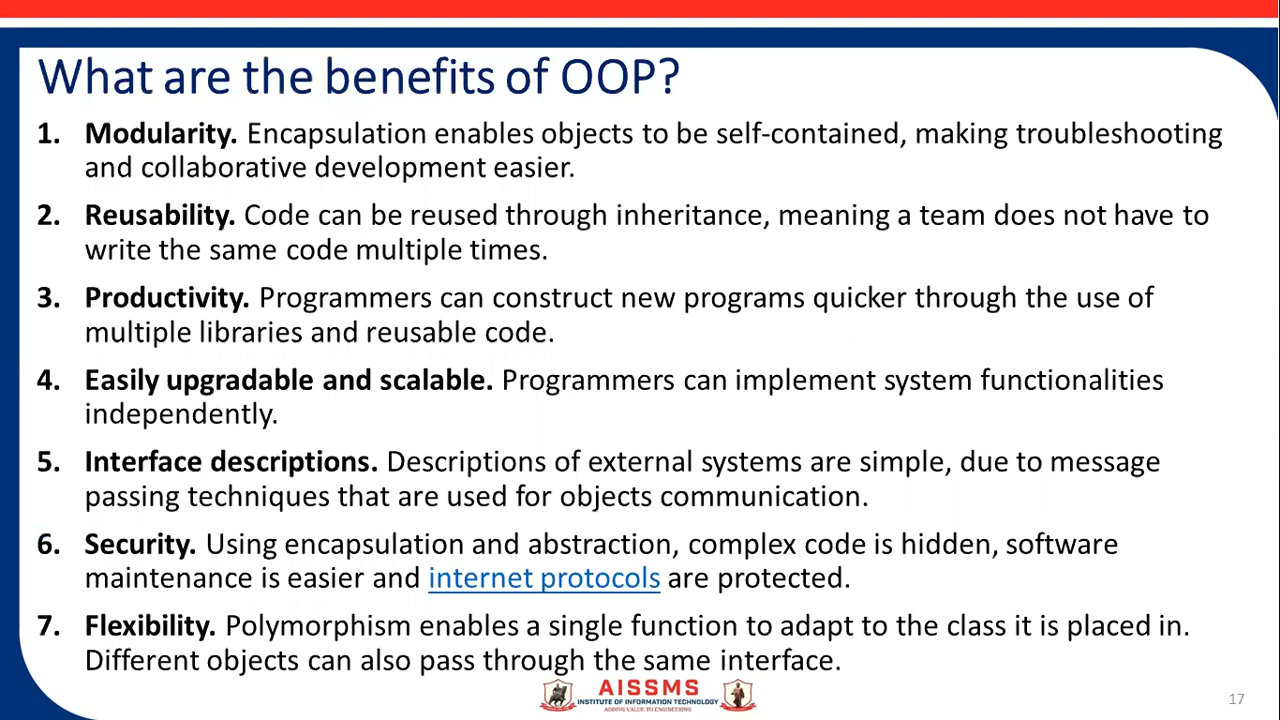 What are the benefits of OOP?
1. Modularity. Encapsulation enables objects to be self-contained, making troubleshooting
and collaborative development easier.
2. Reusability. Code can be reused through inheritance, meaning a team does not have to
write the same code multiple times.
3. Productivity. Programmers can construct new programs quicker through the use of
multiple libraries and reusable code.
4. Easily upgradable and scalable. Programmers can implement system functionalities
independently.
5. Interface descriptions. Descriptions of external systems are simple, due to message
passing techniques that are used for objects communication.
6. Security. Using encapsulation and abstraction, complex code is hidden, software
maintenance is easier and internet protocols are protected.
7. Flexibility. Polymorphism enables a single function to adapt to the class it is placed in.
Different objects can also pass through the same interface.
AISSMS
INSTITUTE OF INFORMATION TECHNOLOGY
ADDING VALUE TO ENGINEERING
17